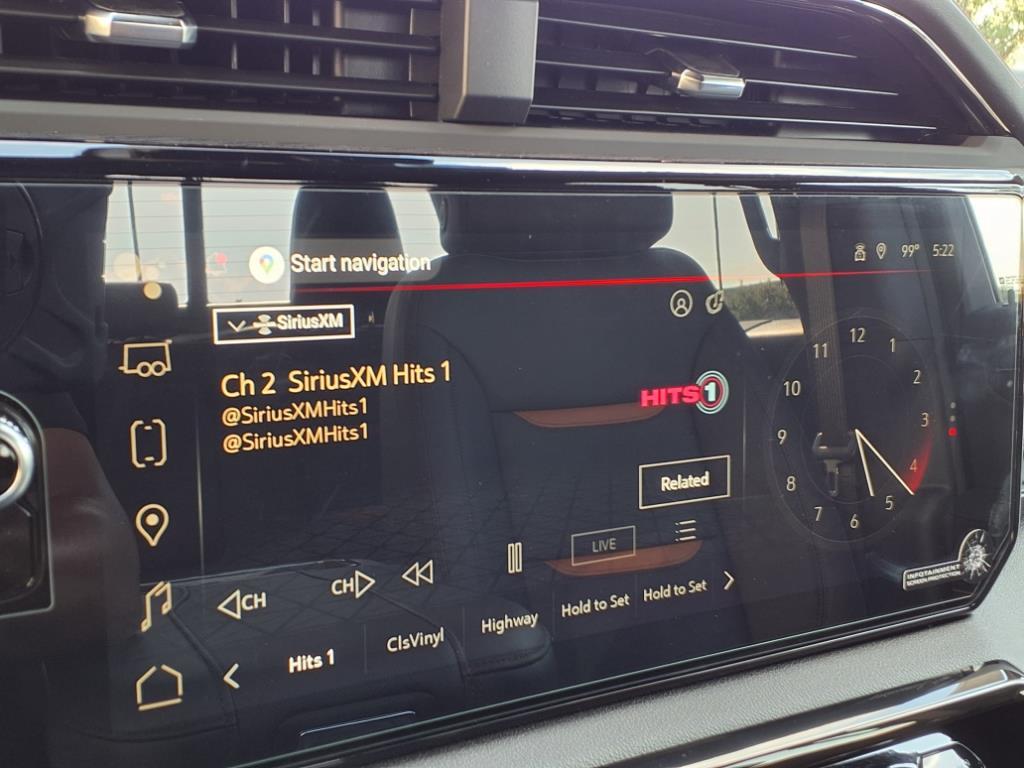 Start navigation
99° 5:22
SiriusXM
Ch 2 SiriusXM Hits 1
@SiriusXMHits1
@SiriusXMHits1
HITS 1
Related
LIVE
CH
CH
Hits 1
ClsVinyl
Highway
Hold to Set
Hold to Set
12
1
2
3
4
5
6
7
8
9
10
11
INFOTAINMENT
SCREEN PROTECTION